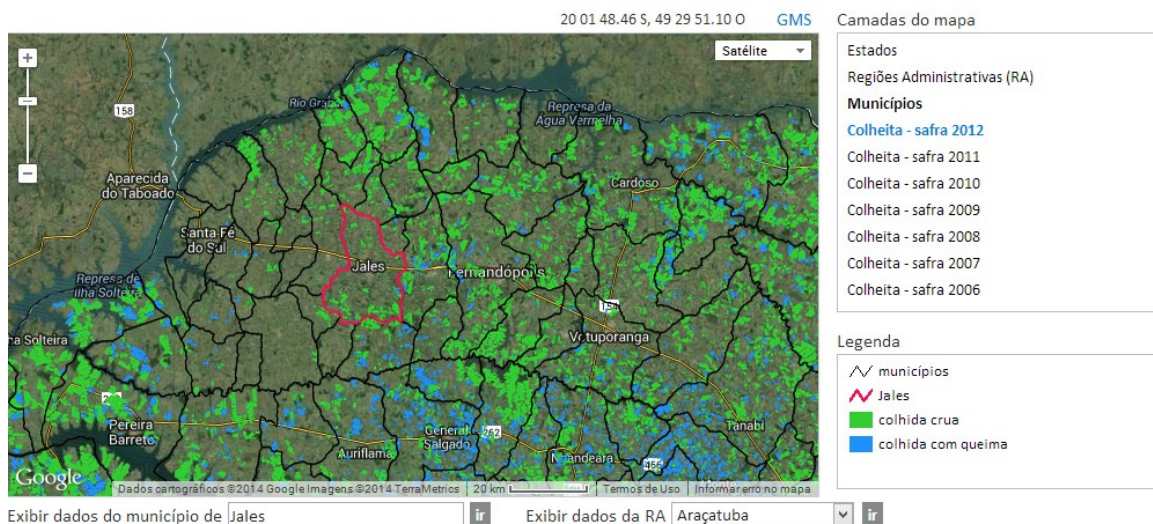 20 01 48.46 S, 49 29 51.10 O GMS
Satélite
158
Rio Grande
Represa da
Água Vermelha
Aparecida
do Taboado
Cardoso
Santa Fé
do Sul
Jales
Fernandópolis
Represa de
Ilha Solteira
Votuporanga
Ilha Solteira
Pereira
Barreto
General
Salgado
262
Tanabi
Auriflama
Nhandeara
456
Google
Dados cartográficos ©2014 Google Imagens ©2014 TerraMetrics
20 km
Termos de Uso
Informar erro no mapa
Exibir dados do município de Jales ir
Exibir dados da RA Araçatuba ir
Camadas do mapa
Estados
Regiões Administrativas (RA)
Municípios
Colheita - safra 2012
Colheita - safra 2011
Colheita - safra 2010
Colheita - safra 2009
Colheita - safra 2008
Colheita - safra 2007
Colheita - safra 2006
Legenda
municípios
Jales
colhida crua
colhida com queima